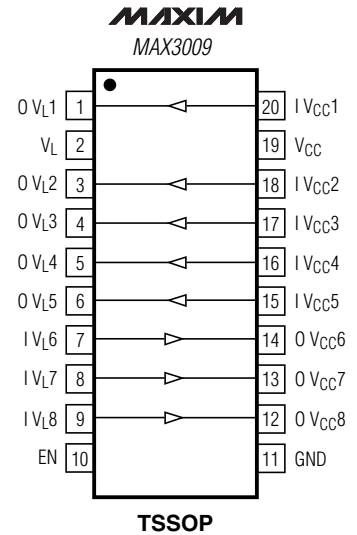 MAXIM
MAX3009
O VL1 1 20 I VCC1
VL 2 19 VCC
O VL2 3 18 I VCC2
O VL3 4 17 I VCC3
O VL4 5 16 I VCC4
O VL5 6 15 I VCC5
I VL6 7 14 O VCC6
I VL7 8 13 O VCC7
I VL8 9 12 O VCC8
EN 10 11 GND
TSSOP